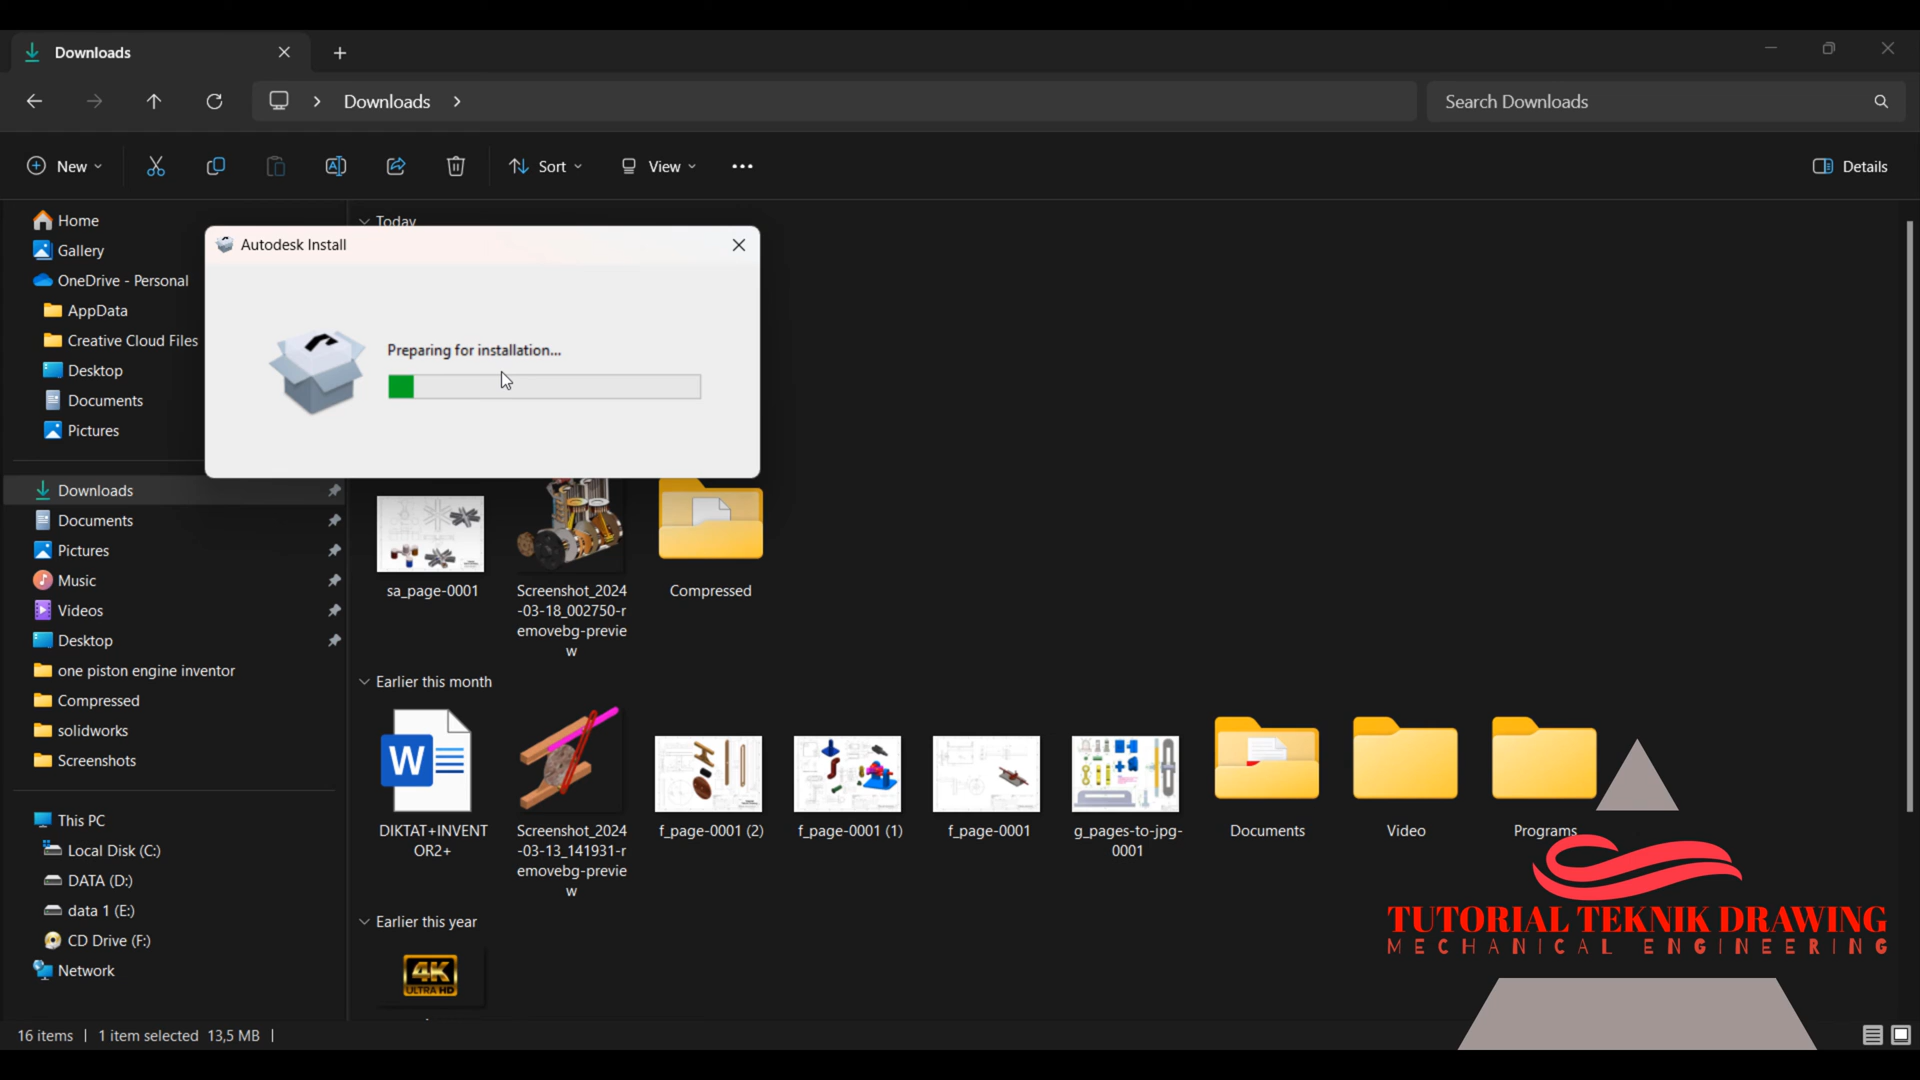 Downloads
Downloads
Search Downloads
New
Sort
View
Details
Home
Gallery
OneDrive - Personal
AppData
Creative Cloud Files
Desktop
Documents
Pictures
Downloads
Documents
Pictures
Music
Videos
Desktop
one piston engine inventor
Compressed
solidworks
Screenshots
This PC
Local Disk (C:)
DATA (D:)
data 1 (E:)
CD Drive (F:)
Network
Today
Autodesk Install
Preparing for installation...
sa_page-0001
Screenshot_2024
-03-18_002750-r
emovebg-previe
w
Compressed
Earlier this month
W
DIKTAT+INVENT
OR2+
Screenshot_2024
-03-13_141931-r
emovebg-previe
w
f_page-0001 (2)
f_page-0001 (1)
f_page-0001
g_pages-to-jpg-
0001
Documents
Video
Programs
Earlier this year
4K
ULTRA HD
TUTORIAL TEKNIK DRAWING
MECHANICAL ENGINEERING
16 items
1 item selected 13,5 MB